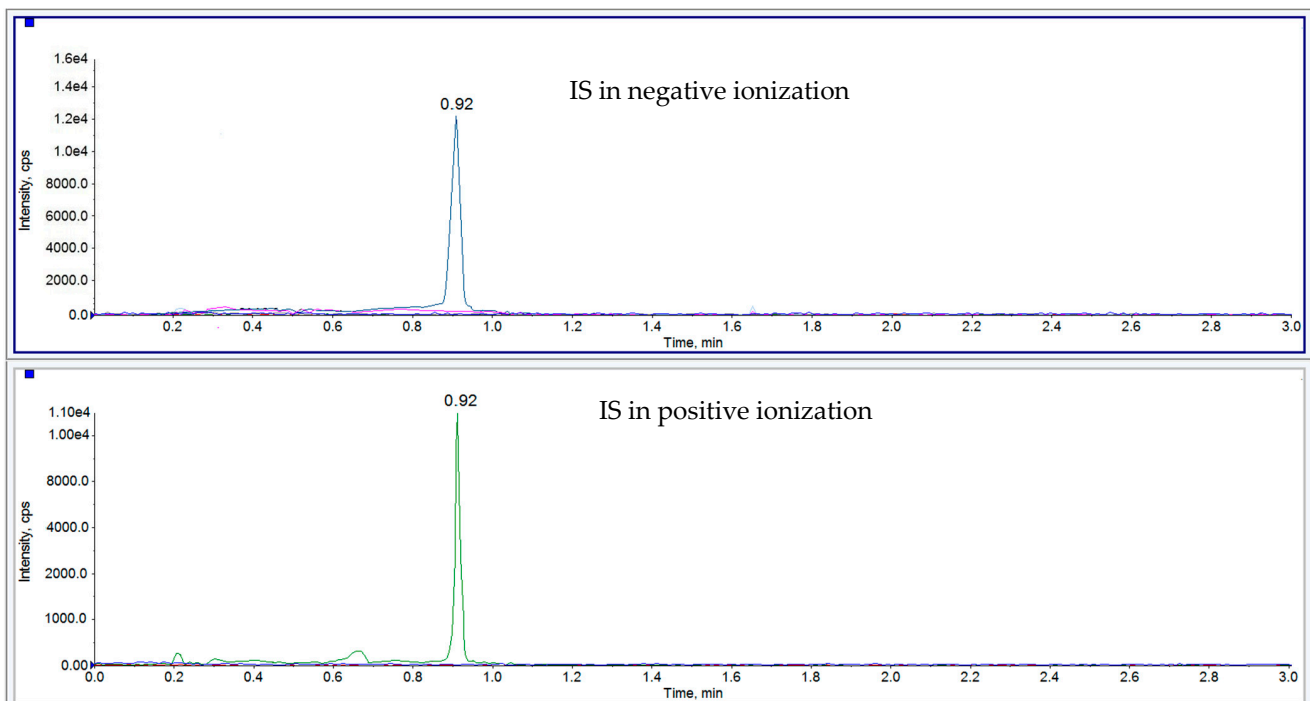 1.6e4
1.4e4
1.2e4
1.0e4
8000.0
6000.0
4000.0
2000.0
0.0
Intensity, cps
0.92
IS in negative ionization
0.2 0.4 0.6 0.8 1.0 1.2 1.4 1.6 1.8 2.0 2.2 2.4 2.6 2.8 3.0
Time, min
1.10e4
1.00e4
8000.0
4000.0
2000.0
1000.0
0.00
Intensity, cps
0.92
IS in positive ionization
0.0 0.2 0.4 0.6 0.8 1.0 1.2 1.4 1.6 1.8 2.0 2.2 2.4 2.6 2.8 3.0
Time, min